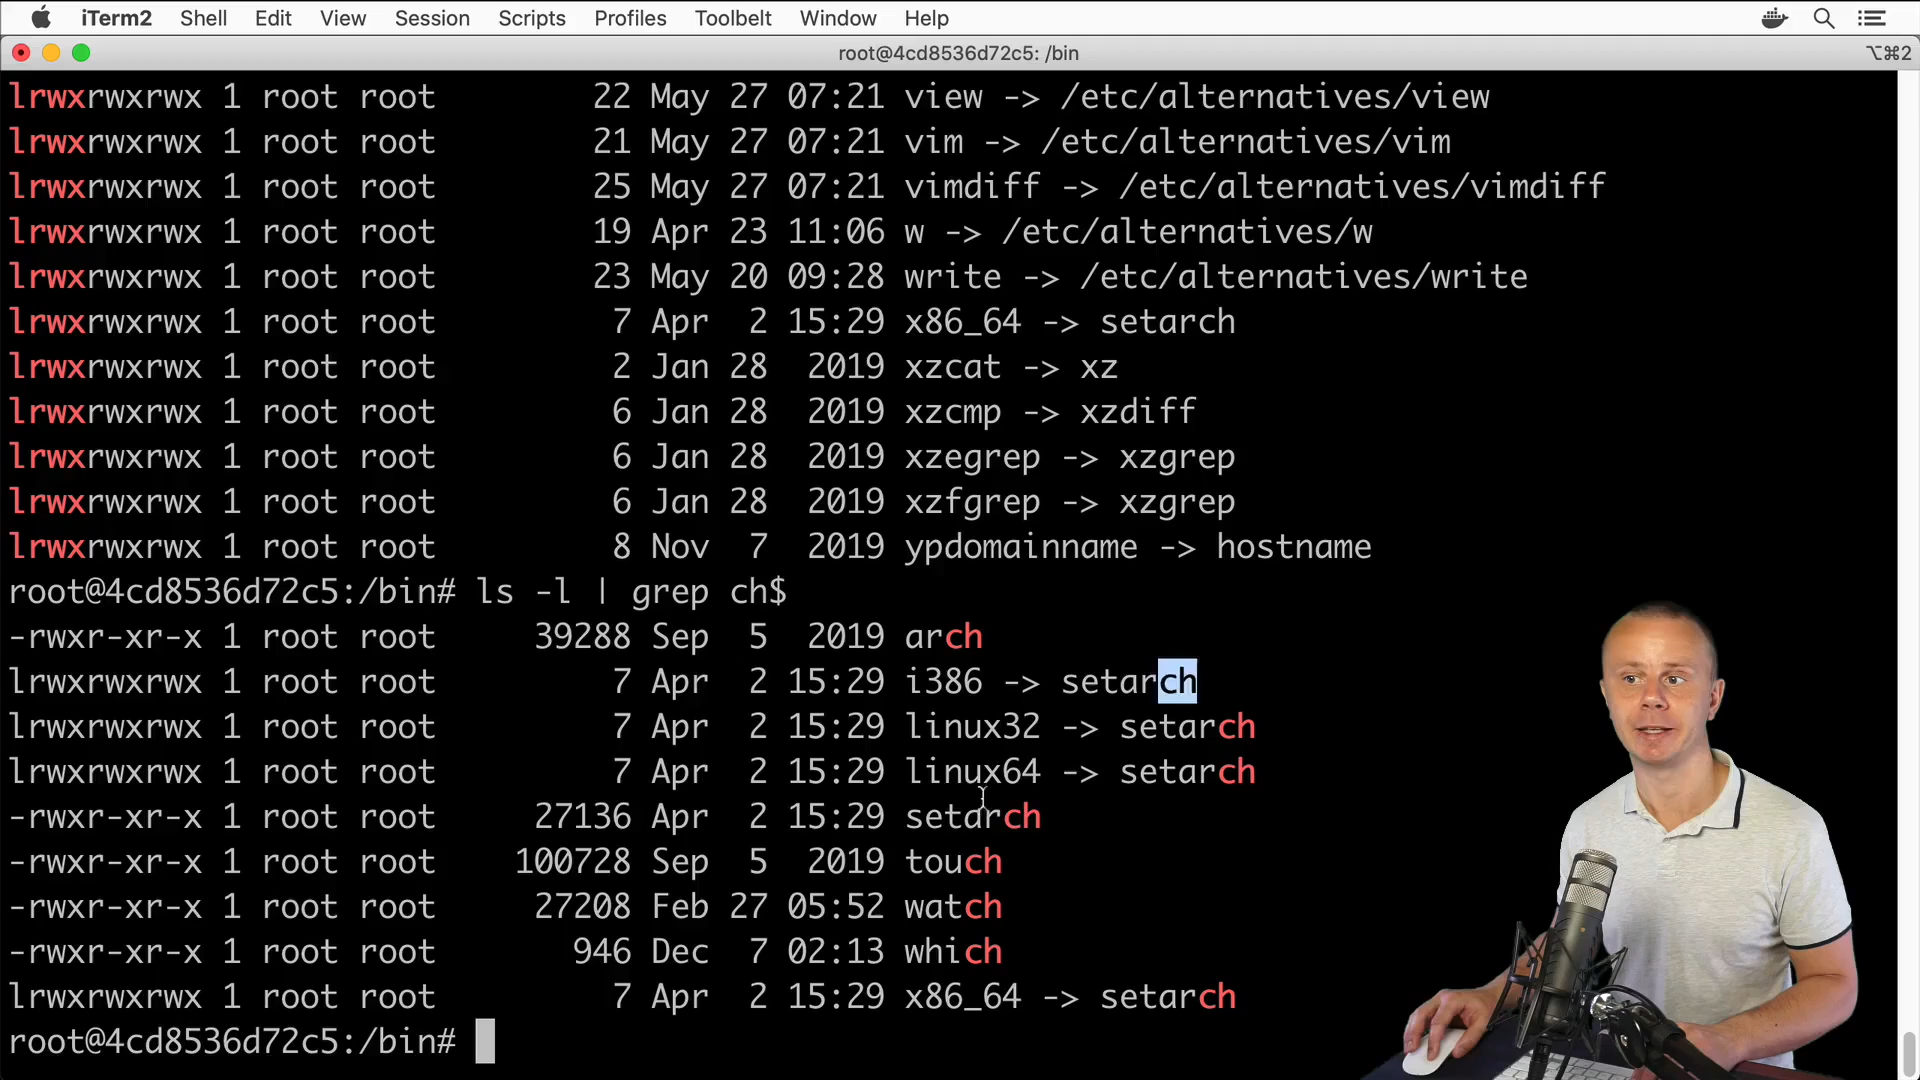 iTerm2 Shell Edit View Session Scripts Profiles Toolbelt Window Help
root@4cd8536d72c5: /bin ⌥⌘2
lrwxrwxrwx 1 root root 22 May 27 07:21 view -> /etc/alternatives/view
lrwxrwxrwx 1 root root 21 May 27 07:21 vim -> /etc/alternatives/vim
lrwxrwxrwx 1 root root 25 May 27 07:21 vimdiff -> /etc/alternatives/vimdiff
lrwxrwxrwx 1 root root 19 Apr 23 11:06 w -> /etc/alternatives/w
lrwxrwxrwx 1 root root 23 May 20 09:28 write -> /etc/alternatives/write
lrwxrwxrwx 1 root root 7 Apr 2 15:29 x86_64 -> setarch
lrwxrwxrwx 1 root root 2 Jan 28 2019 xzcat -> xz
lrwxrwxrwx 1 root root 6 Jan 28 2019 xzcmp -> xzdiff
lrwxrwxrwx 1 root root 6 Jan 28 2019 xzegrep -> xzgrep
lrwxrwxrwx 1 root root 6 Jan 28 2019 xzfgrep -> xzgrep
lrwxrwxrwx 1 root root 8 Nov 7 2019 ypdomainname -> hostname
root@4cd8536d72c5:/bin# ls -l | grep ch$
-rwxr-xr-x 1 root root 39288 Sep 5 2019 arch
lrwxrwxrwx 1 root root 7 Apr 2 15:29 i386 -> setarch
lrwxrwxrwx 1 root root 7 Apr 2 15:29 linux32 -> setarch
lrwxrwxrwx 1 root root 7 Apr 2 15:29 linux64 -> setarch
-rwxr-xr-x 1 root root 27136 Apr 2 15:29 setarch
-rwxr-xr-x 1 root root 100728 Sep 5 2019 touch
-rwxr-xr-x 1 root root 27208 Feb 27 05:52 watch
-rwxr-xr-x 1 root root 946 Dec 7 02:13 which
lrwxrwxrwx 1 root root 7 Apr 2 15:29 x86_64 -> setarch
root@4cd8536d72c5:/bin#